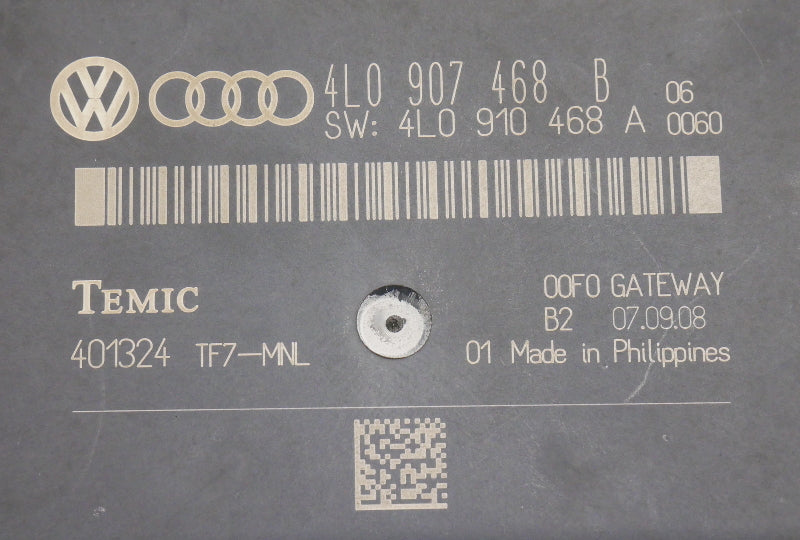 4L0 907 468 B 06
SW: 4L0 910 468 A 0060
TEMIC
00F0 GATEWAY
B2 07.09.08
401324 TF7-MNL
01 Made in Philippines